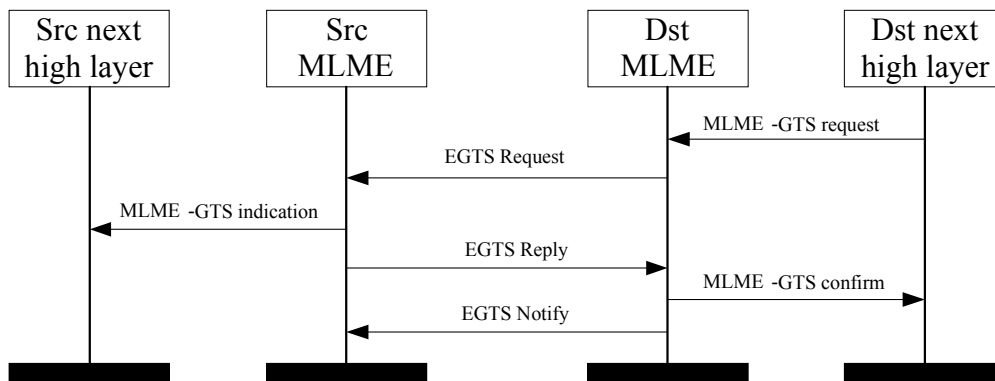 Src next
high layer
Src
MLME
Dst
MLME
Dst next
high layer
MLME -GTS request
EGTS Request
MLME -GTS indication
EGTS Reply
MLME -GTS confirm
EGTS Notify